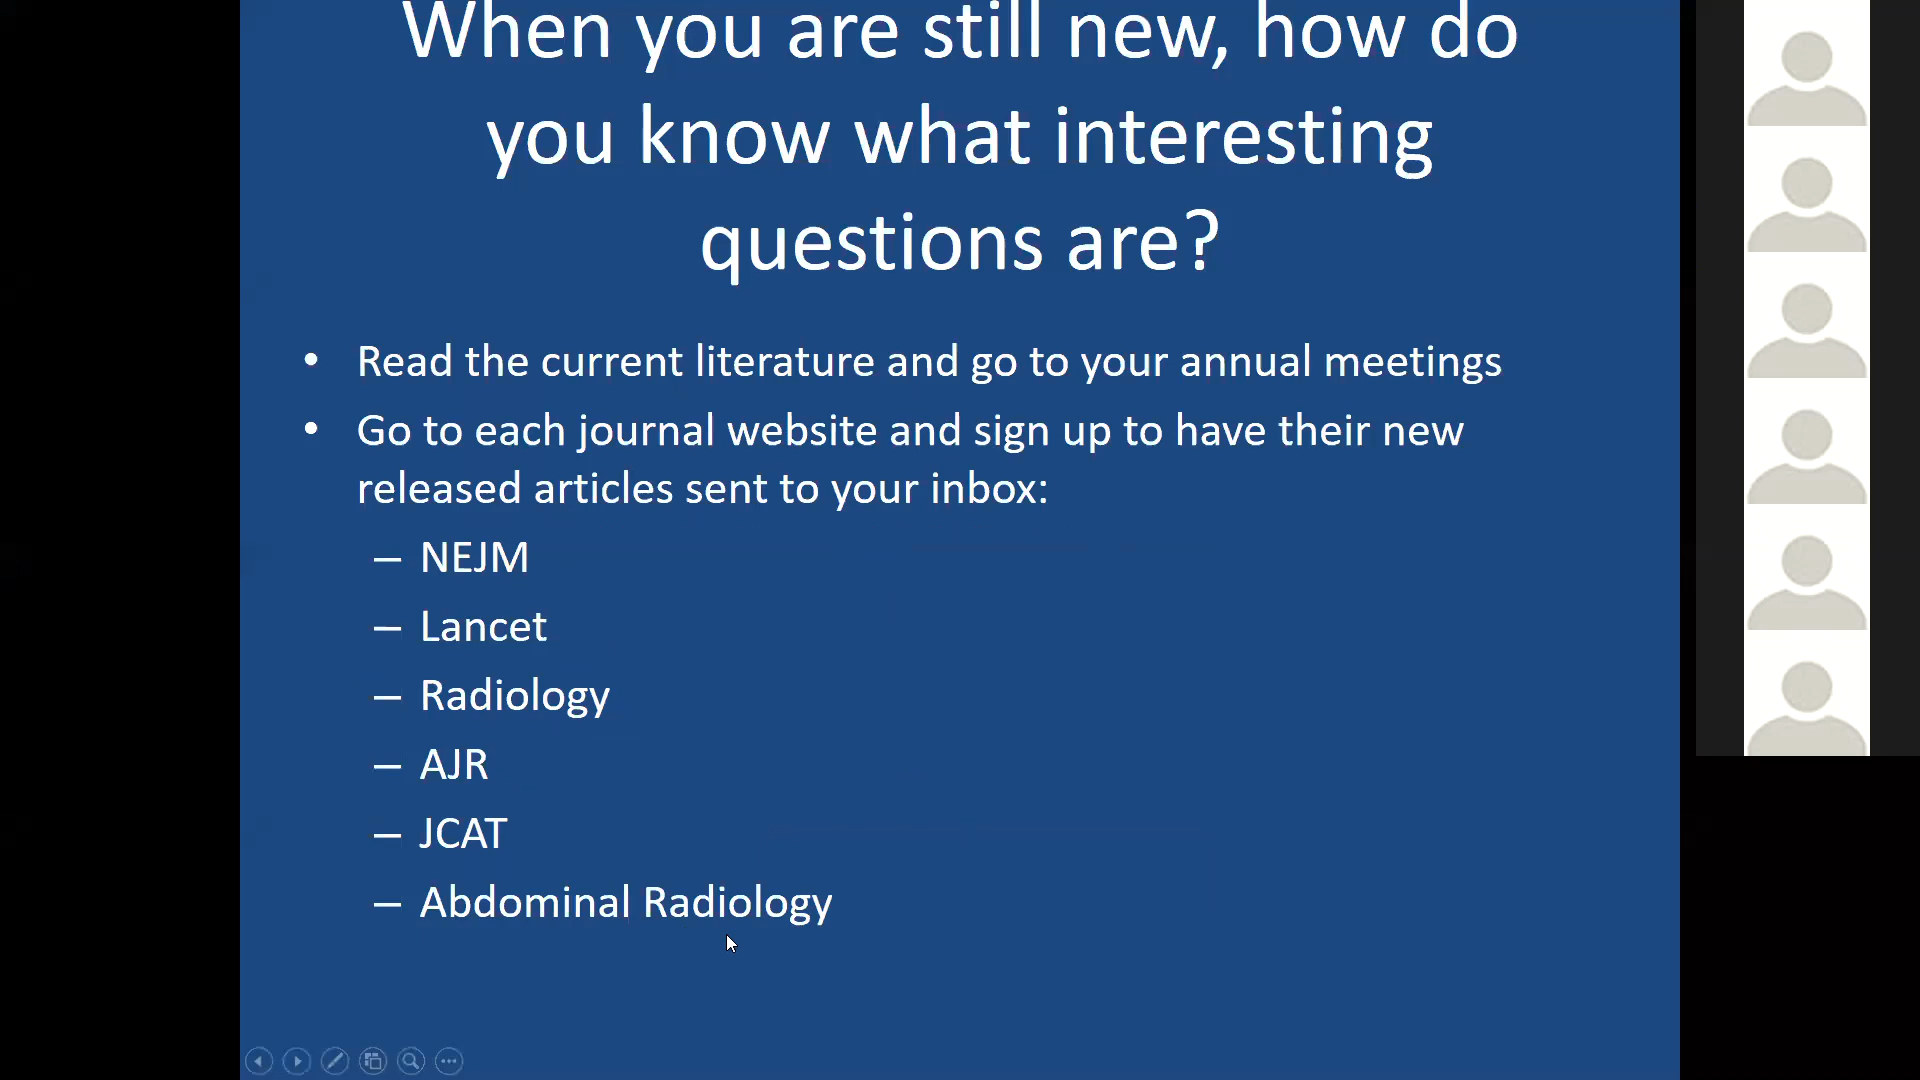 When you are still new, how do
you know what interesting
questions are?
• Read the current literature and go to your annual meetings
• Go to each journal website and sign up to have their new
released articles sent to your inbox:
– NEJM
– Lancet
– Radiology
– AJR
– JCAT
– Abdominal Radiology